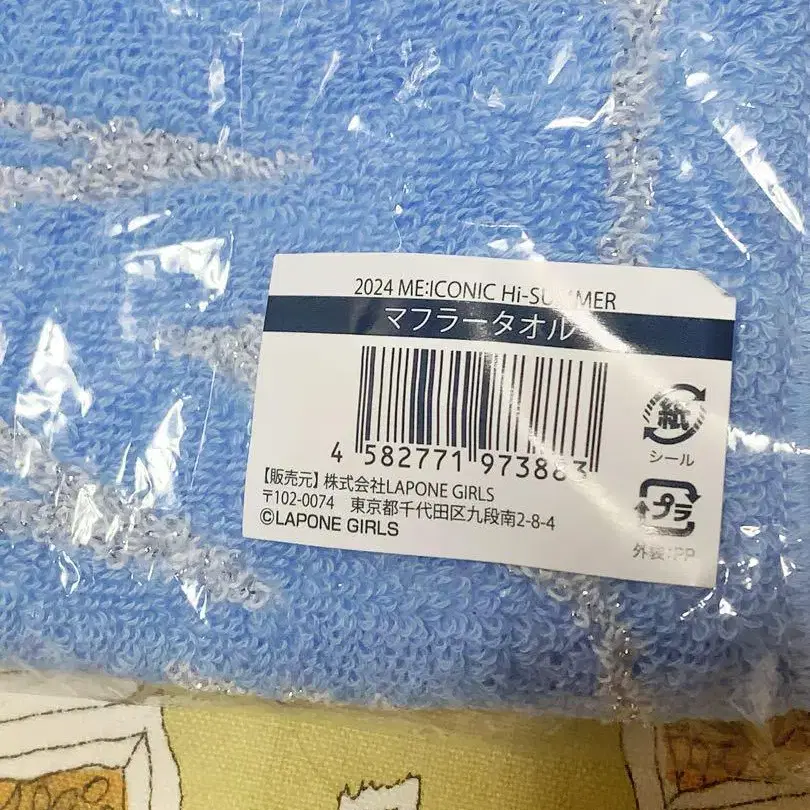 2024 ME:ICONIC Hi-SUMMER
マフラータオル
4 582771 973883
【販売元】株式会社LAPONE GIRLS
〒102-0074 東京都千代田区九段南2-8-4
©LAPONE GIRLS
紙
シール
プラ
外装:PP